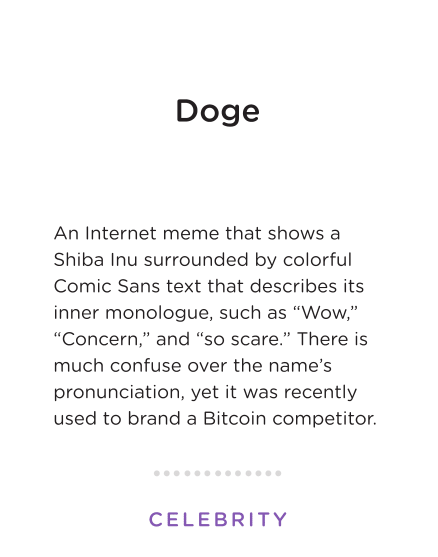 Doge
An Internet meme that shows a
Shiba Inu surrounded by colorful
Comic Sans text that describes its
inner monologue, such as “Wow,”
“Concern,” and “so scare.” There is
much confuse over the name’s
pronunciation, yet it was recently
used to brand a Bitcoin competitor.
CELEBRITY